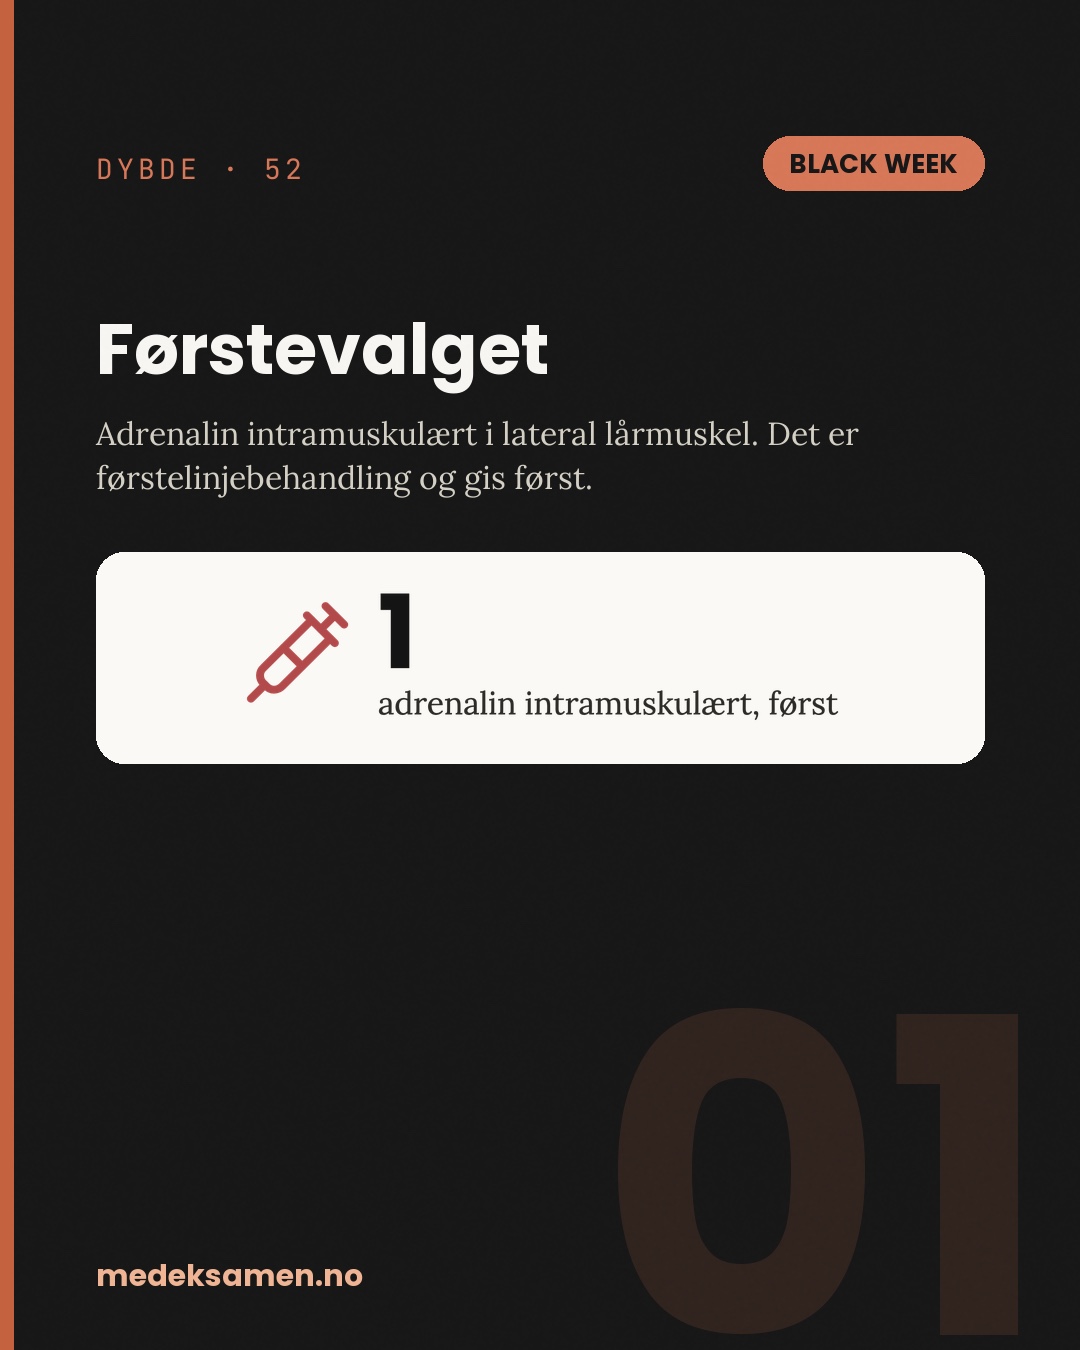 DYBDE · 52
BLACK WEEK
Førstevalget
Adrenalin intramuskulært i lateral lårmuskel. Det er
førstelinjebehandling og gis først.
1
adrenalin intramuskulært, først
01
medeksamen.no